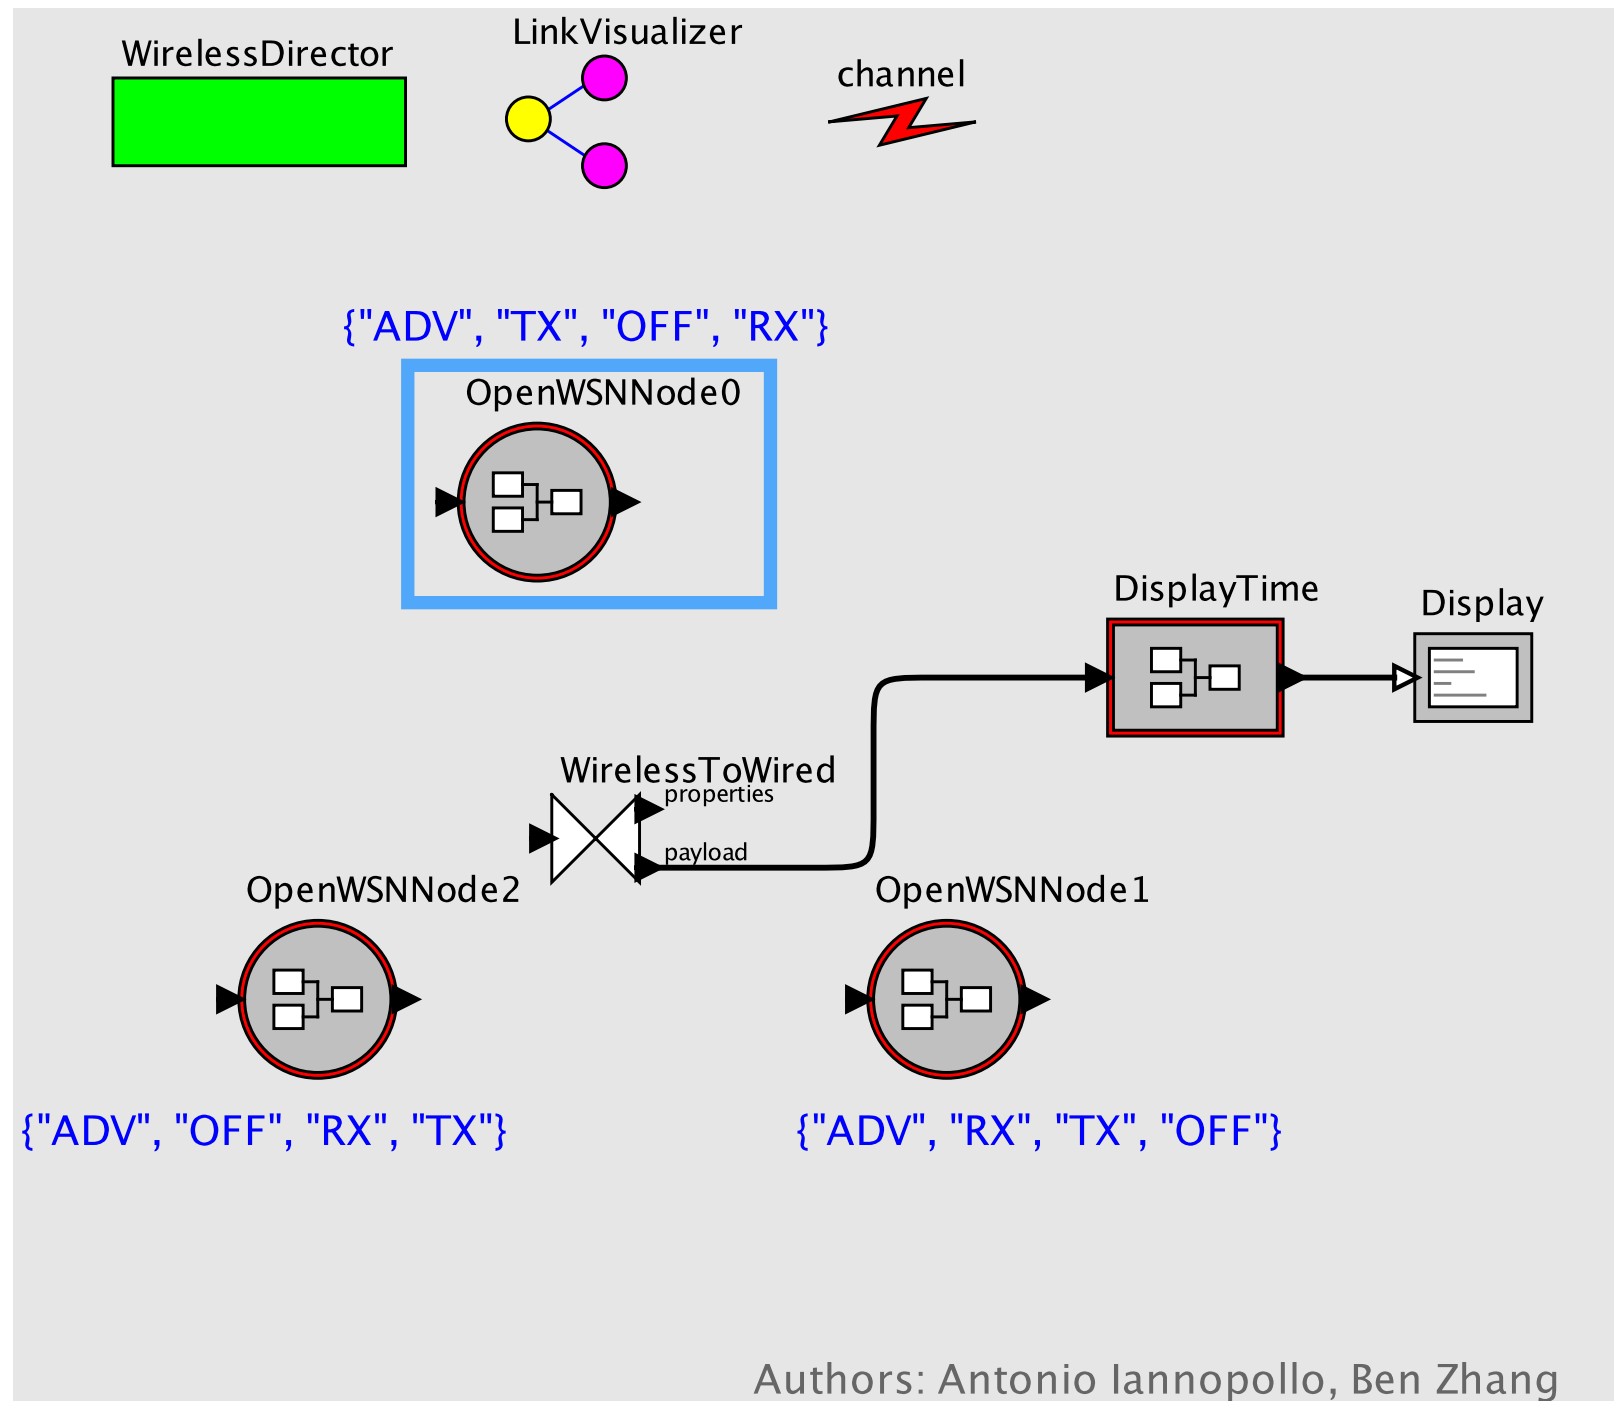 WirelessDirector
LinkVisualizer
channel
{"ADV", "TX", "OFF", "RX"}
OpenWSNNode0
DisplayTime
Display
WirelessToWired
properties
payload
OpenWSNNode2
OpenWSNNode1
{"ADV", "OFF", "RX", "TX"}
{"ADV", "RX", "TX", "OFF"}
Authors: Antonio Iannopollo, Ben Zhang